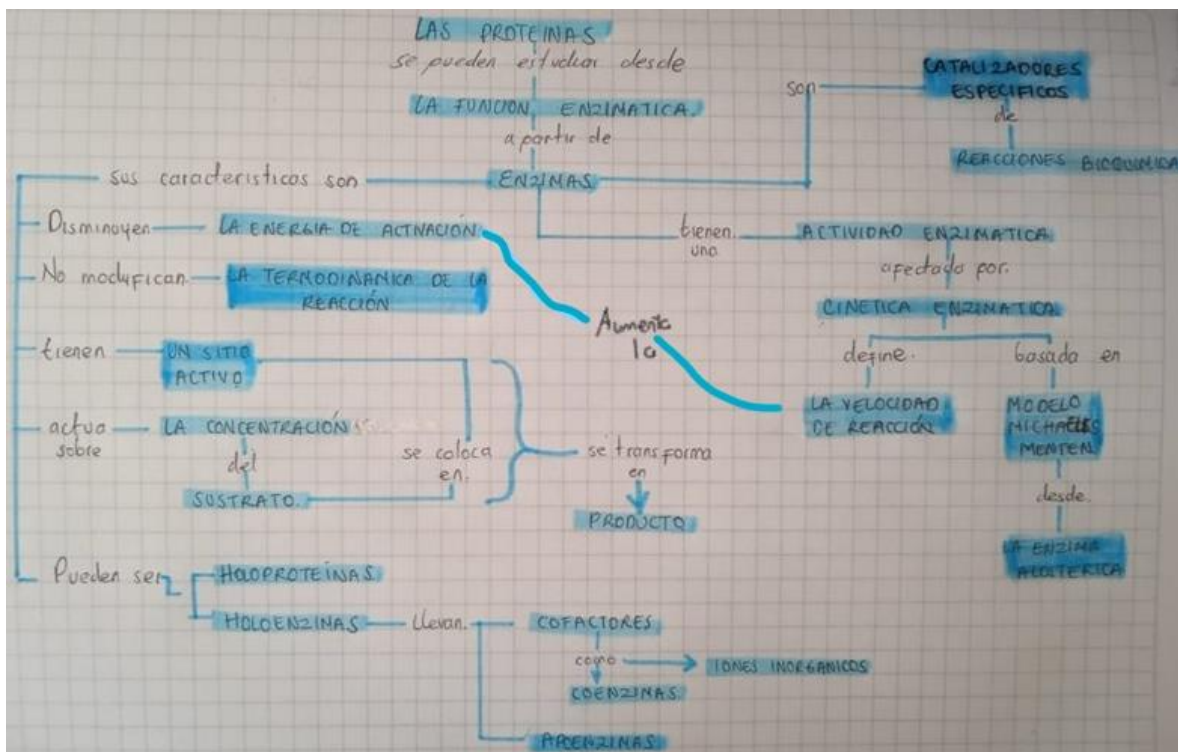 LAS PROTEINAS
se pueden estudiar desde
LA FUNCION ENZIMATICA.
a partir de
ENZIMAS
son
CATALIZADORES
ESPECIFICOS
de
REACCIONES BIOQUIMICA
sus caracteristicas son
Disminuyen
LA ENERGIA DE ACTIVACIÓN
No modifican
LA TERMODINAMICA DE LA
REACCIÓN
tienen
UN SITIO
ACTIVO
actua
sobre
LA CONCENTRACIÓN
del
SUSTRATO.
se coloca
en.
se transforma
en
PRODUCTO
Aumenta
la
tienen
una
ACTIVIDAD ENZIMATICA
afectada por.
CINETICA ENZIMATICA
define.
LA VELOCIDAD
DE REACCIÓN
basada en
MODELO
MICHAELIS
MENTEN
desde.
LA ENZIMA
ALOSTERICA
Pueden ser
HOLOPROTEÍNAS
HOLOENZIMAS
llevan.
COFACTORES
como
IONES INORGANICOS
COENZIMAS
APOENZIMAS